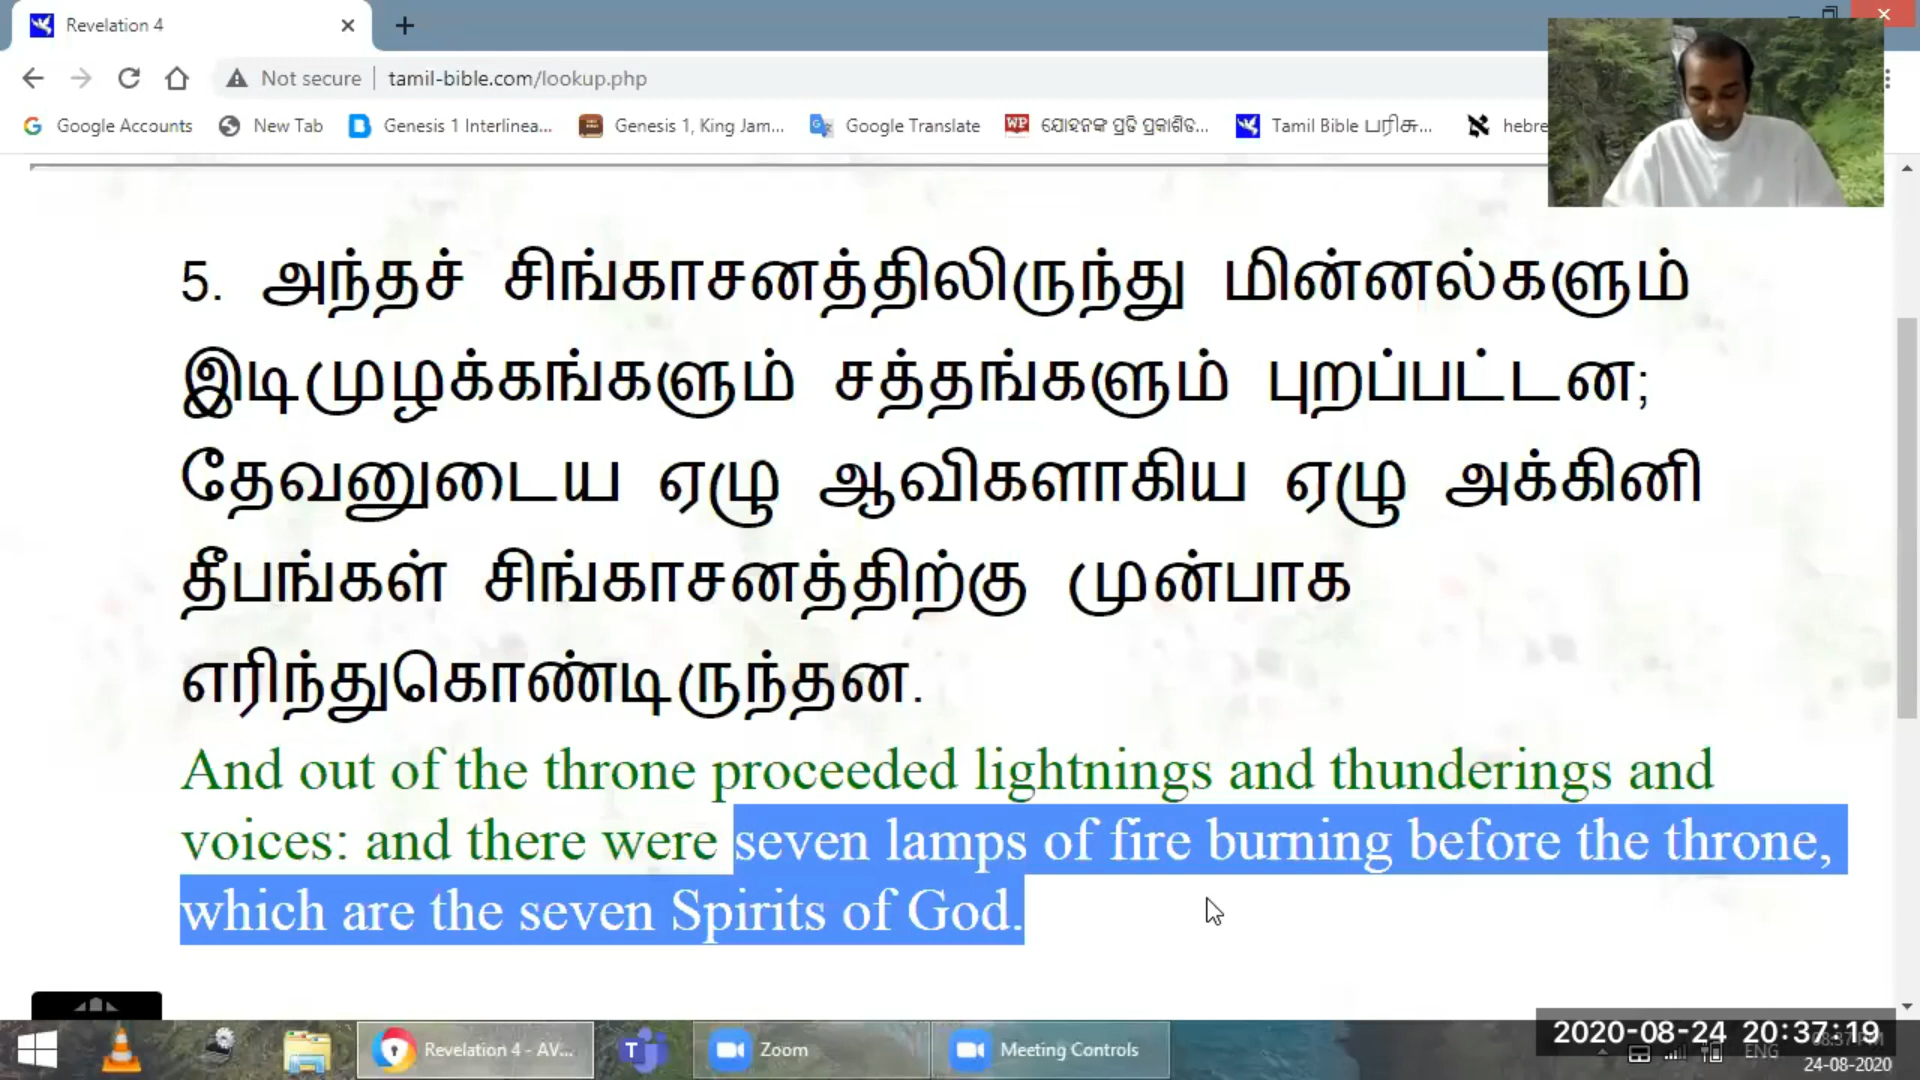 Revelation 4
Not secure
tamil-bible.com/lookup.php
Google Accounts
New Tab
Genesis 1 Interlinea...
Genesis 1, King Jam...
Google Translate
ଯୋହନଙ୍କ ପ୍ରତି ପ୍ରକାଶିତ...
Tamil Bible பரிசு...
hebre
5. அந்தச் சிங்காசனத்திலிருந்து மின்னல்களும்
இடிமுழக்கங்களும் சத்தங்களும் புறப்பட்டன;
தேவனுடைய ஏழு ஆவிகளாகிய ஏழு அக்கினி
தீபங்கள் சிங்காசனத்திற்கு முன்பாக
எரிந்துகொண்டிருந்தன.
And out of the throne proceeded lightnings and thunderings and
voices: and there were seven lamps of fire burning before the throne,
which are the seven Spirits of God.
Revelation 4 - AV...
Zoom
Meeting Controls
2020-08-24 20:37:19
ENG
24-08-2020